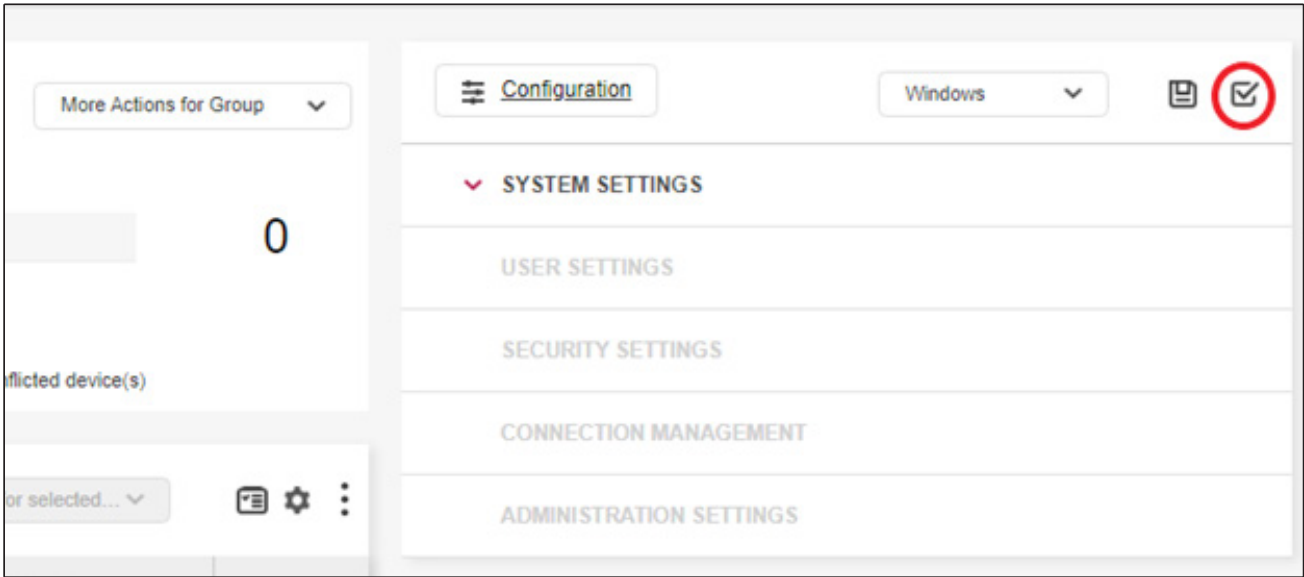 More Actions for Group
0
device(s)
or selected...
Configuration
Windows
SYSTEM SETTINGS
USER SETTINGS
SECURITY SETTINGS
CONNECTION MANAGEMENT
ADMINISTRATION SETTINGS